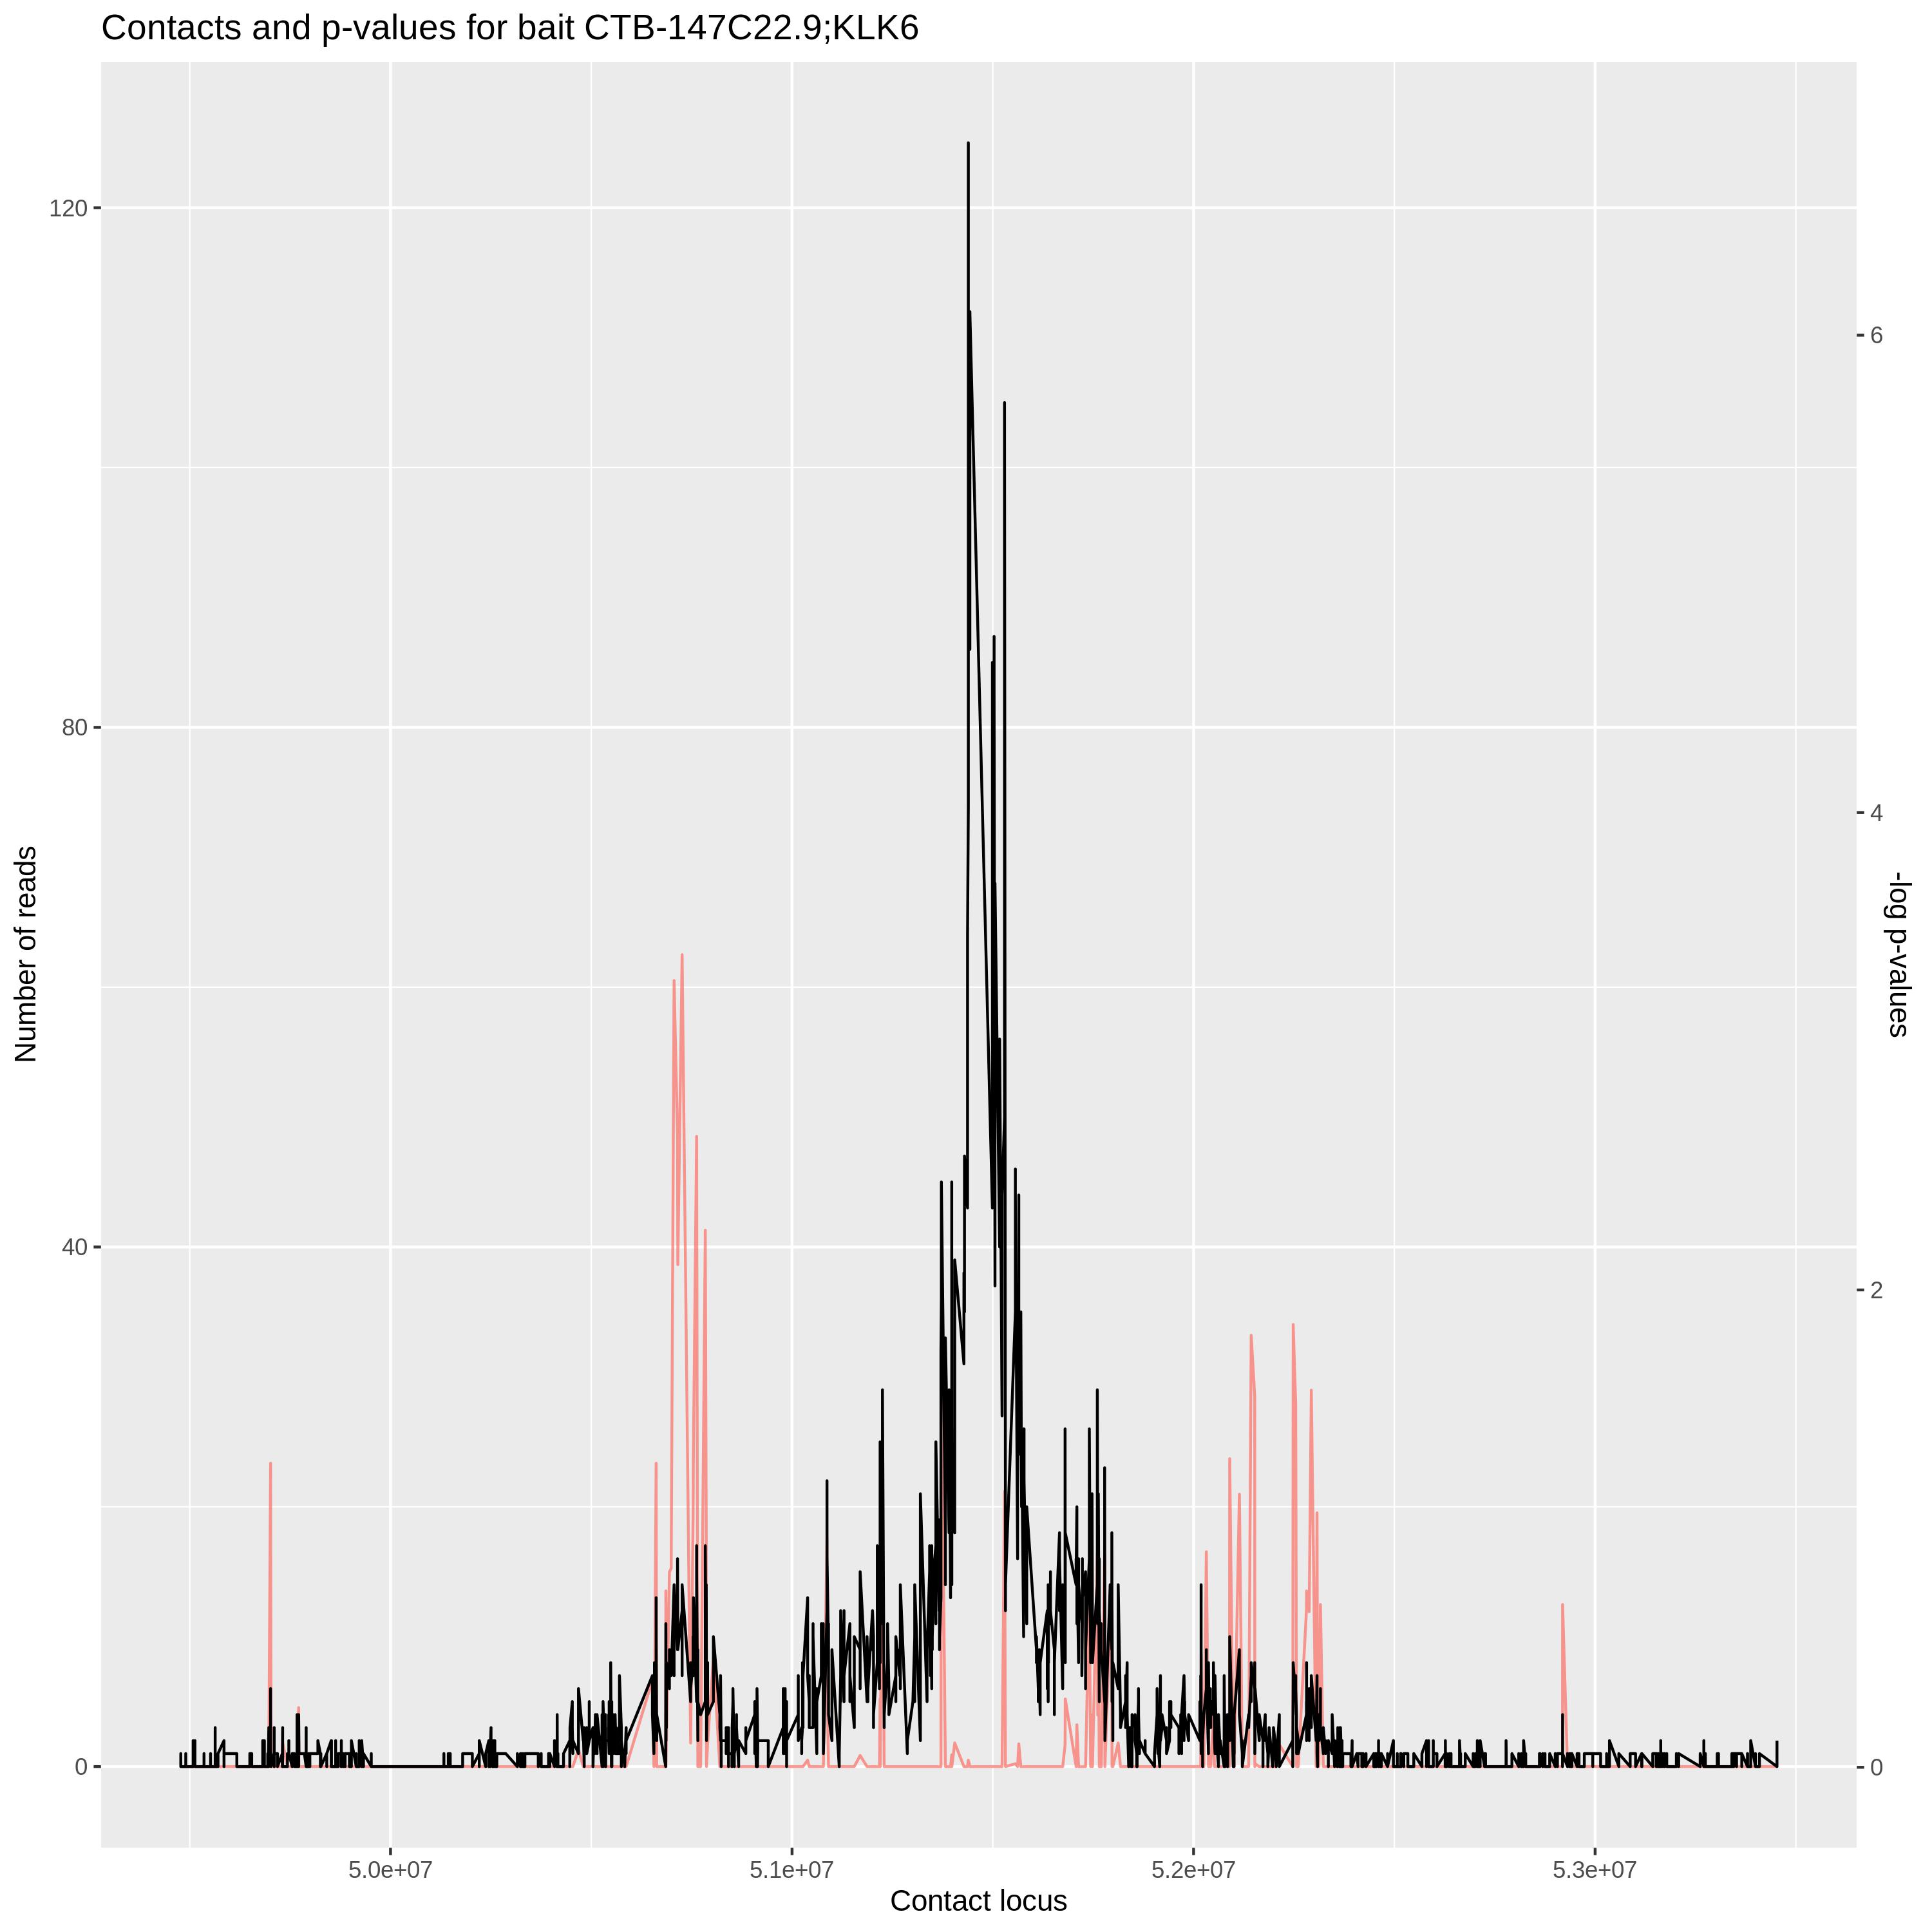 Contacts and p-values for bait CTB-147C22.9;KLK6
120
80
40
0
6
4
2
0
Number of reads
-log p-values
5.0e+07
5.1e+07
5.2e+07
5.3e+07
Contact locus